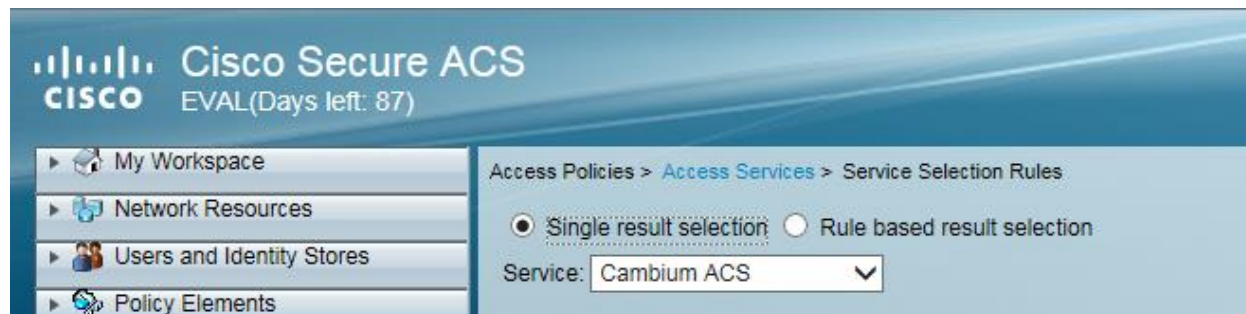 Cisco Secure ACS
CISCO EVAL(Days left: 87)
My Workspace
Network Resources
Users and Identity Stores
Policy Elements
Access Policies > Access Services > Service Selection Rules
Single result selection Rule based result selection
Service: Cambium ACS